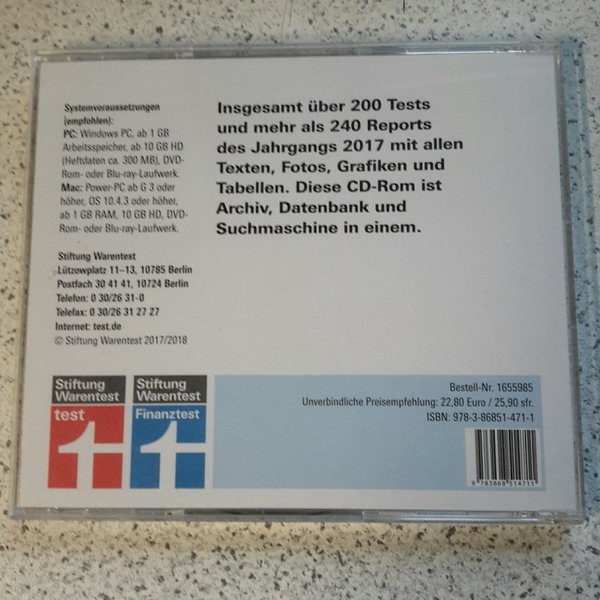 Systemvoraussetzungen
(empfohlen):
PC: Windows PC, ab 1 GB
Arbeitsspeicher, ab 10 GB HD
(Heftdaten ca. 300 MB), DVD-
Rom- oder Blu-ray-Laufwerk.
Mac: Power-PC ab G 3 oder
höher, OS 10.4.3 oder höher,
ab 1 GB RAM, 10 GB HD, DVD-
Rom- oder Blu-ray-Laufwerk.
Stiftung Warentest
Lützowplatz 11–13, 10785 Berlin
Postfach 30 41 41, 10724 Berlin
Telefon: 0 30/26 31-0
Telefax: 0 30/26 31 27 27
Internet: test.de
© Stiftung Warentest 2017/2018
Insgesamt über 200 Tests
und mehr als 240 Reports
des Jahrgangs 2017 mit allen
Texten, Fotos, Grafiken und
Tabellen. Diese CD-Rom ist
Archiv, Datenbank und
Suchmaschine in einem.
Stiftung
Warentest
test
Stiftung
Warentest
Finanztest
Bestell-Nr. 1655985
Unverbindliche Preisempfehlung: 22,80 Euro / 25,90 sfr.
ISBN: 978-3-86851-471-1
9 783868 514711